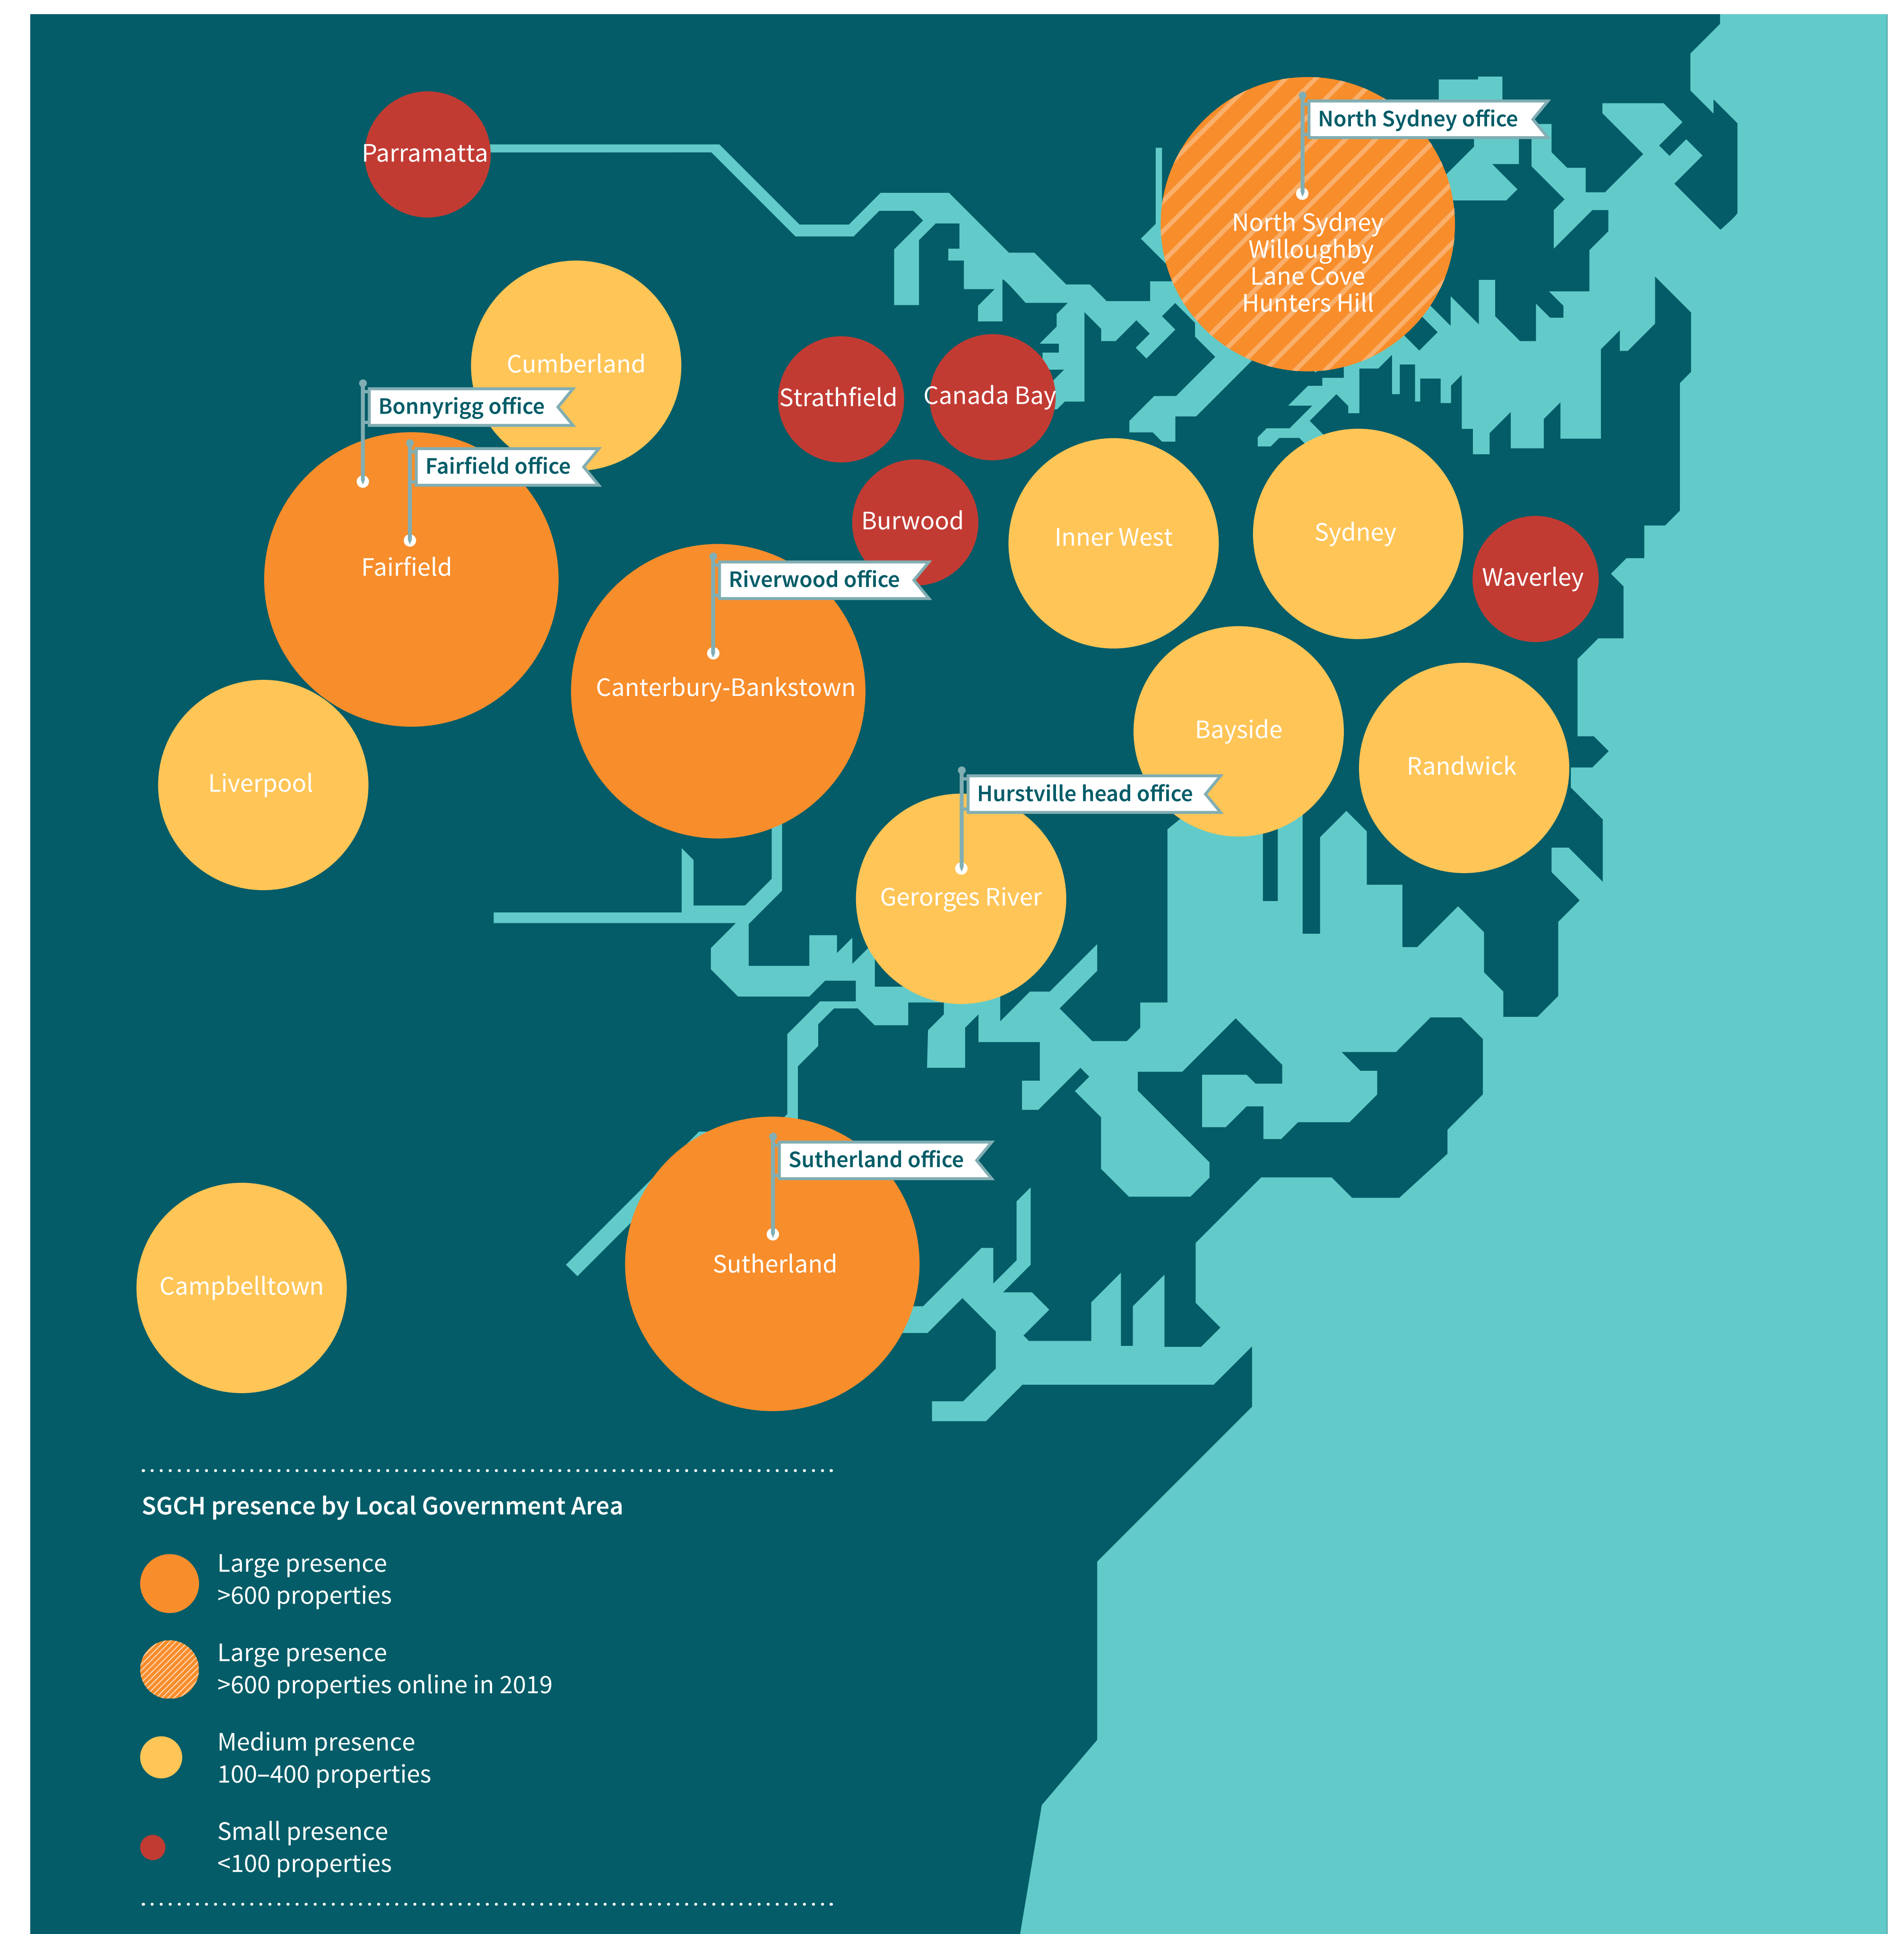 North Sydney office
Parramatta
North Sydney
Willoughby
Lane Cove
Hunters Hill
Cumberland
Strathfield
Canada Bay
Bonnyrigg office
Fairfield office
Burwood
Inner West
Sydney
Fairfield
Riverwood office
Waverley
Canterbury-Bankstown
Bayside
Randwick
Liverpool
Hurstville head office
Gerorges River
Sutherland office
Sutherland
Campbelltown
SGCH presence by Local Government Area
Large presence
>600 properties
Large presence
>600 properties online in 2019
Medium presence
100–400 properties
Small presence
<100 properties